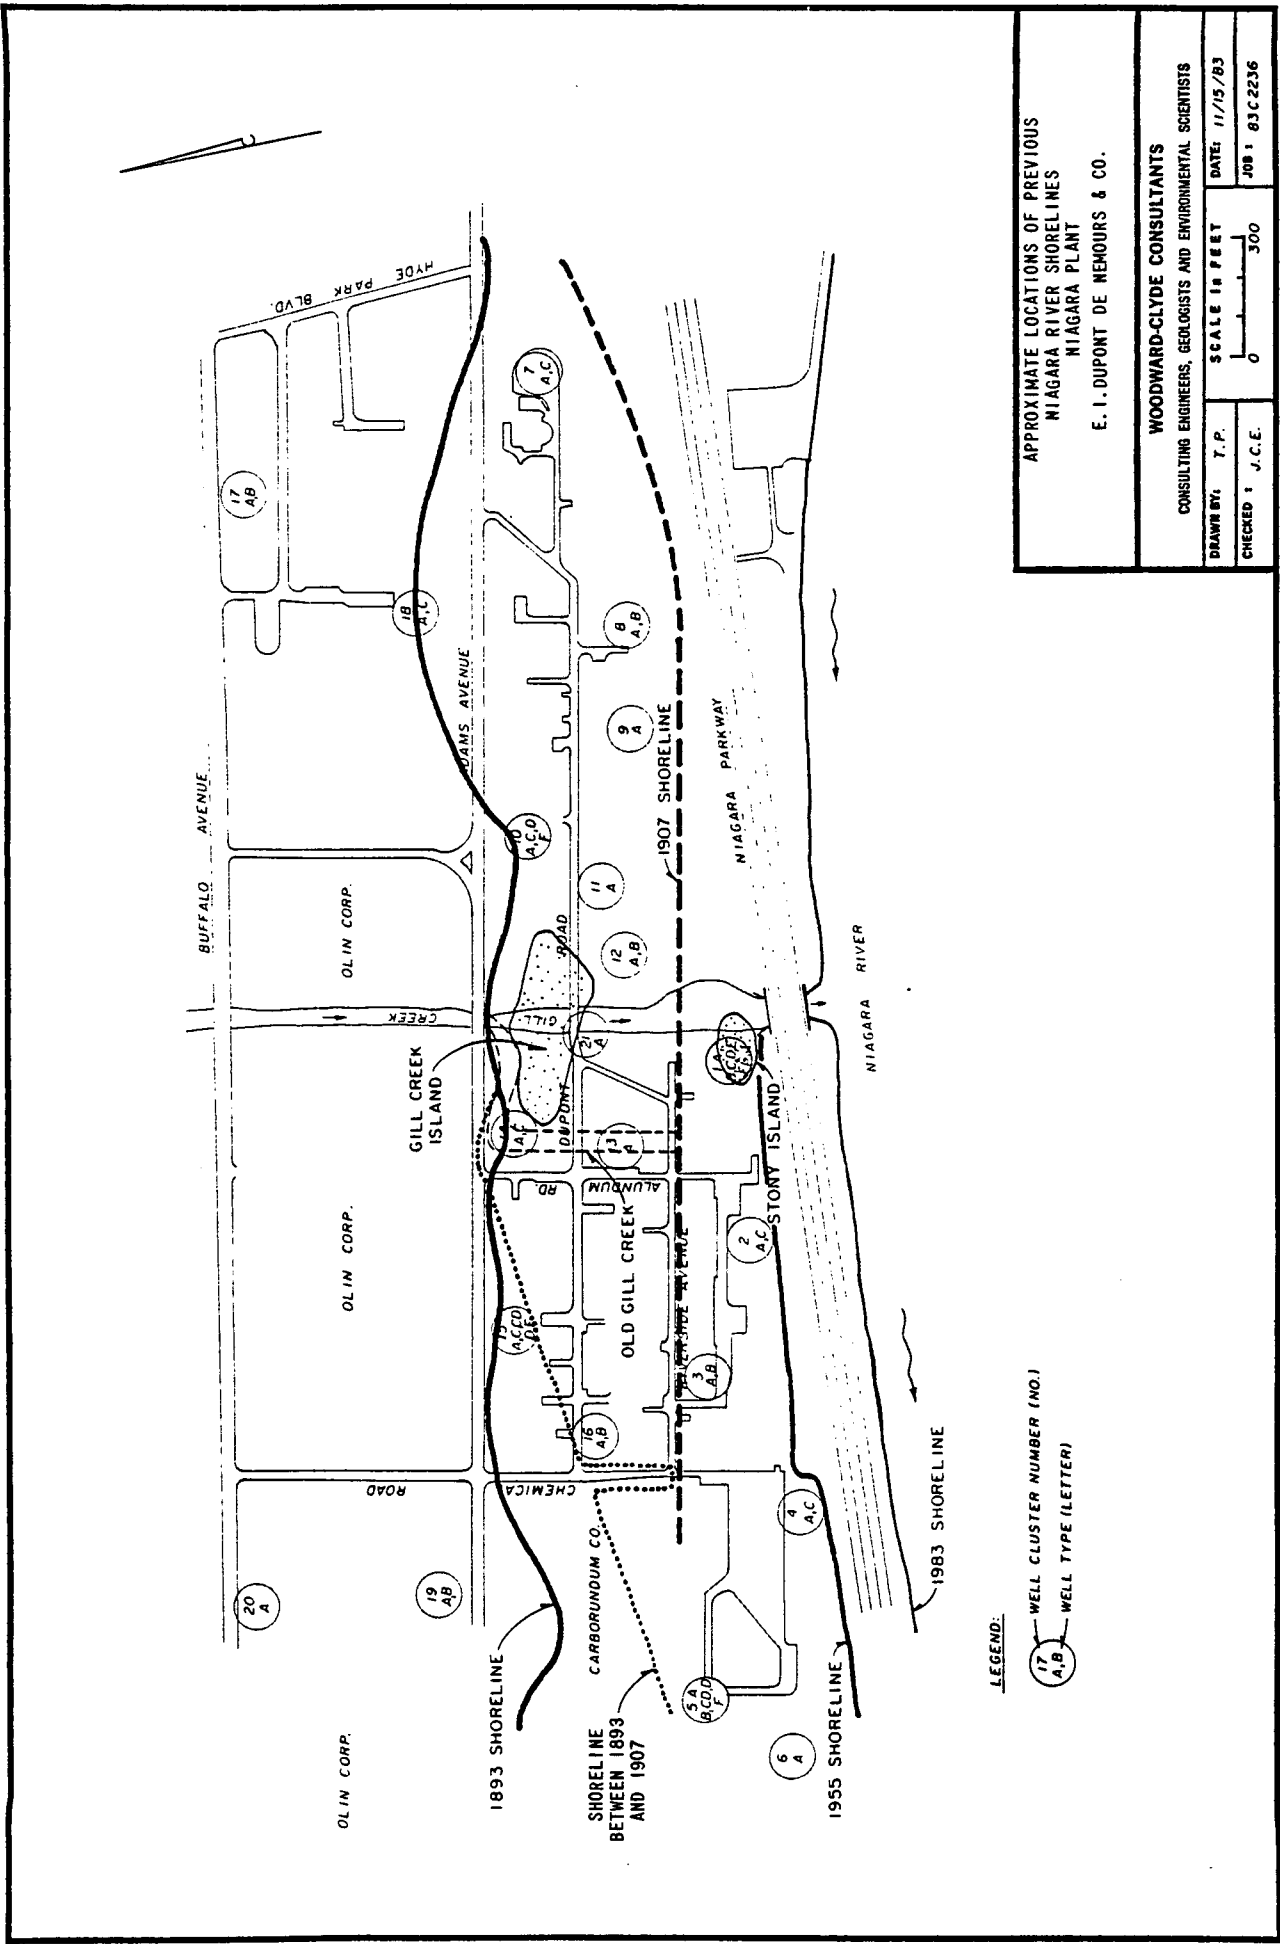 HYDE PARK BLVD.
BUFFALO AVENUE
ADAMS AVENUE
OLIN CORP.
OLIN CORP.
OLIN CORP.
17
A,B
18
A,C
7
A,C
8
A,B
9
A
10
A,C,D
F
11
A
12
A,B
13
A
15
16
A,B
19
A,B
20
A
21
A
2
A,C
3
A,B
4
A,C
5 A
B,CD,D
F
6
A
GILL CREEK
GILL CREEK
ISLAND
DUPONT ROAD
ALUNDUM RD.
OLD GILL CREEK
RIVERSIDE AVENUE
STONY ISLAND
CHEMICAL ROAD
CARBORUNDUM CO.
1907 SHORELINE
NIAGARA PARKWAY
NIAGARA RIVER
1893 SHORELINE
SHORELINE
BETWEEN 1893
AND 1907
1955 SHORELINE
1983 SHORELINE
LEGEND:
17
A,B
WELL CLUSTER NUMBER (NO.)
WELL TYPE (LETTER)
APPROXIMATE LOCATIONS OF PREVIOUS
NIAGARA RIVER SHORELINES
NIAGARA PLANT
E. I. DUPONT DE NEMOURS & CO.
WOODWARD-CLYDE CONSULTANTS
CONSULTING ENGINEERS, GEOLOGISTS AND ENVIRONMENTAL SCIENTISTS
DRAWN BY: T.P.
SCALE IN FEET
DATE: 11/15/83
CHECKED: J.C.E.
0 300
JOB: 83C2236